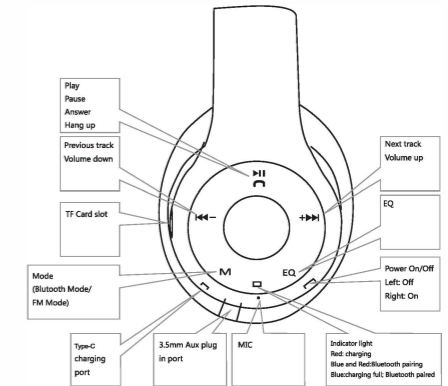 Play
Pause
Answer
Hang up
Previous track
Volume down
Next track
Volume up
TF Card slot
EQ
−
+
M
EQ
Mode
(Blutooth Mode/
FM Mode)
Power On/Off
Left: Off
Right: On
Type-C
charging
port
3.5mm Aux plug
in port
MIC
Indicator light
Red: charging
Blue and Red:Bluetooth pairing
Blue:charging full; Bluetooth paired